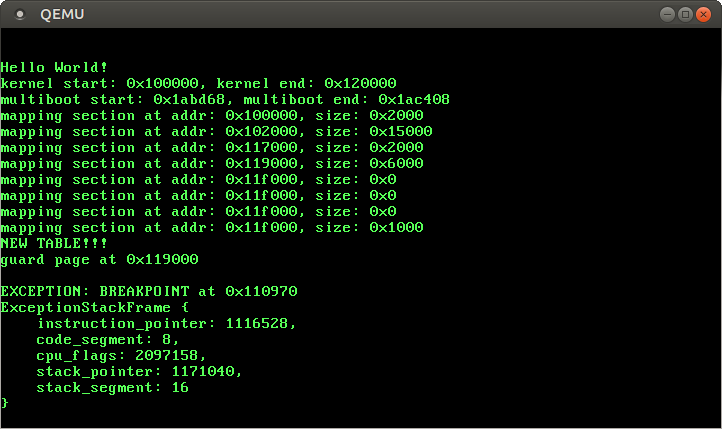 QEMU
Hello World!
kernel start: 0x100000, kernel end: 0x120000
multiboot start: 0x1abd68, multiboot end: 0x1ac408
mapping section at addr: 0x100000, size: 0x2000
mapping section at addr: 0x102000, size: 0x15000
mapping section at addr: 0x117000, size: 0x2000
mapping section at addr: 0x119000, size: 0x6000
mapping section at addr: 0x11f000, size: 0x0
mapping section at addr: 0x11f000, size: 0x0
mapping section at addr: 0x11f000, size: 0x0
mapping section at addr: 0x11f000, size: 0x1000
NEW TABLE!!!
guard page at 0x119000
EXCEPTION: BREAKPOINT at 0x110970
ExceptionStackFrame {
    instruction_pointer: 1116528,
    code_segment: 8,
    cpu_flags: 2097158,
    stack_pointer: 1171040,
    stack_segment: 16
}